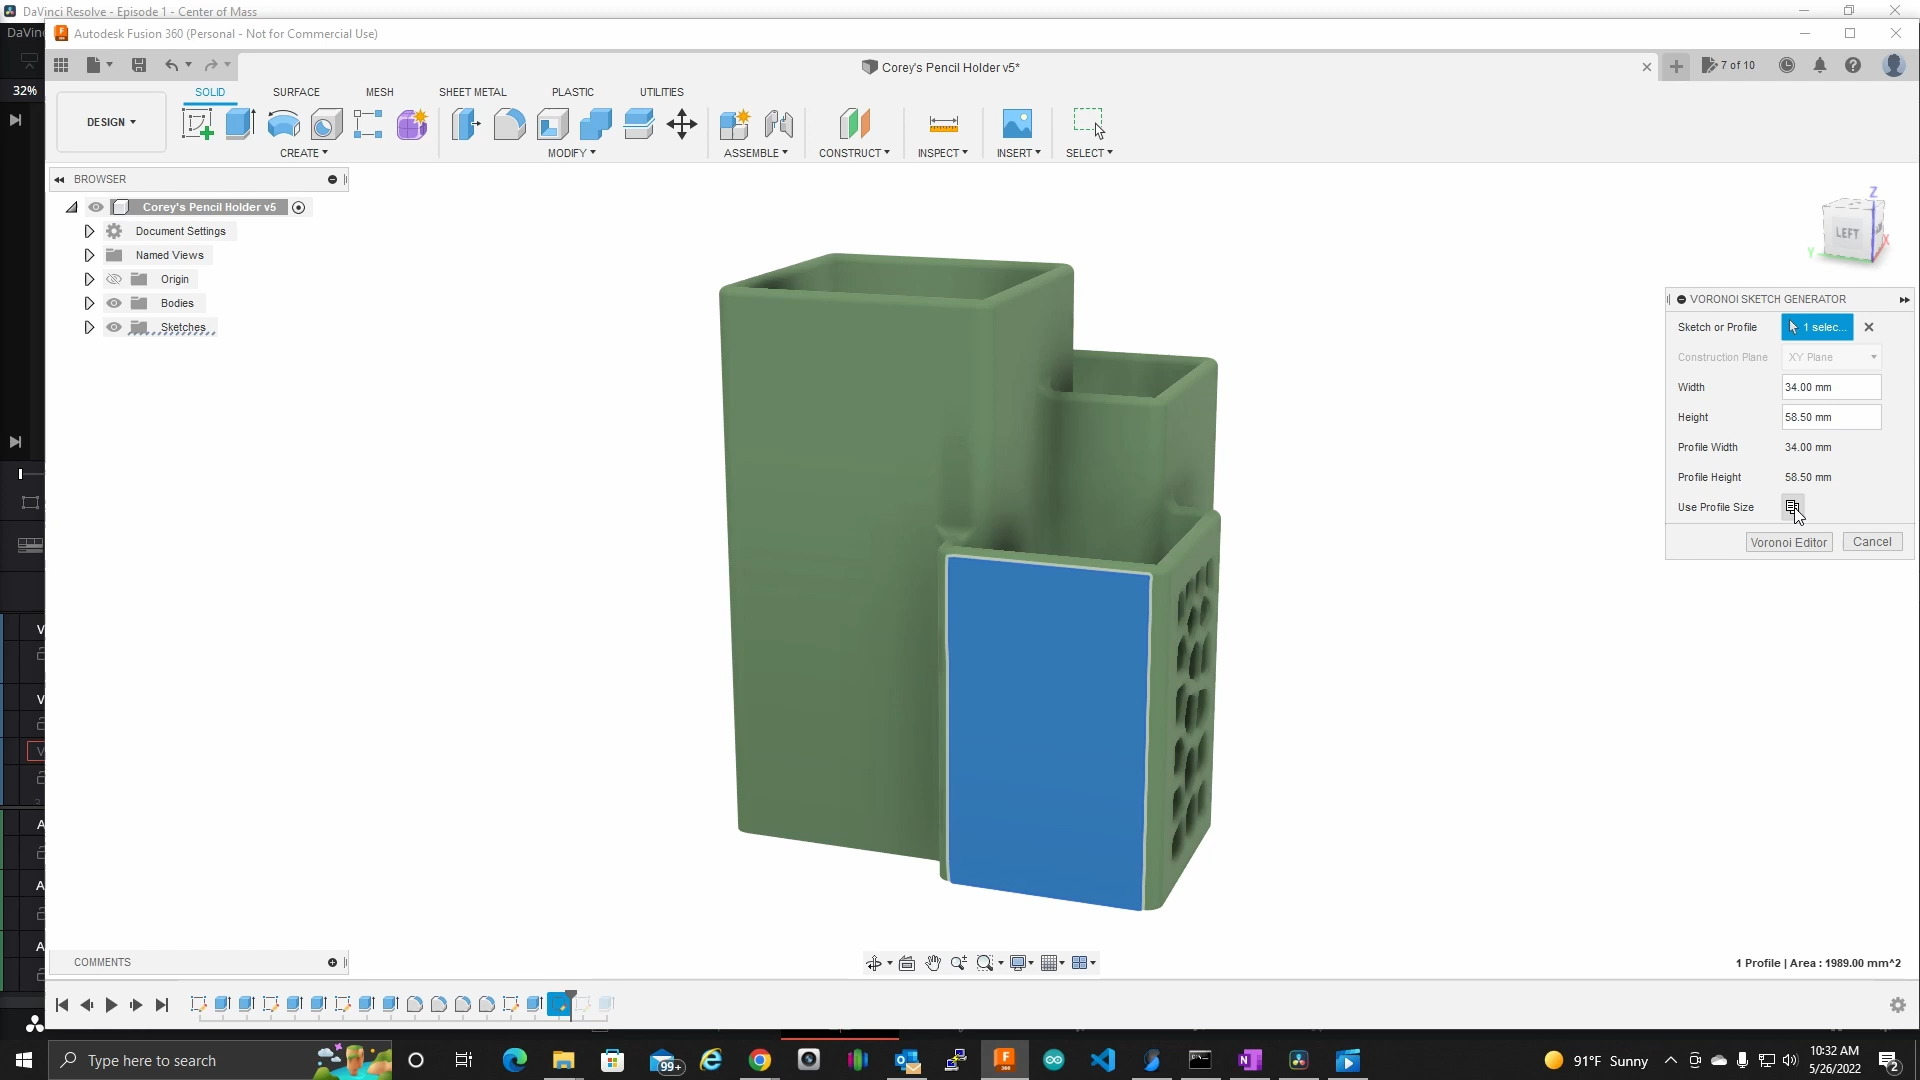 DaVinci Resolve - Episode 1 - Center of Mass
DaVin
Autodesk Fusion 360 (Personal - Not for Commercial Use)
Corey's Pencil Holder v5*
7 of 10
32%
DESIGN
SOLID
SURFACE
MESH
SHEET METAL
PLASTIC
UTILITIES
CREATE
MODIFY
ASSEMBLE
CONSTRUCT
INSPECT
INSERT
SELECT
BROWSER
Corey's Pencil Holder v5
Document Settings
Named Views
Origin
Bodies
Sketches
Z
LEFT
Y
X
VORONOI SKETCH GENERATOR
Sketch or Profile
1 selec...
Construction Plane
XY Plane
Width
34.00 mm
Height
58.50 mm
Profile Width
34.00 mm
Profile Height
58.50 mm
Use Profile Size
Voronoi Editor
Cancel
V
V
V
A
A
A
COMMENTS
1 Profile | Area : 1989.00 mm^2
Type here to search
99+
F
360
91°F Sunny
10:32 AM
5/26/2022
2